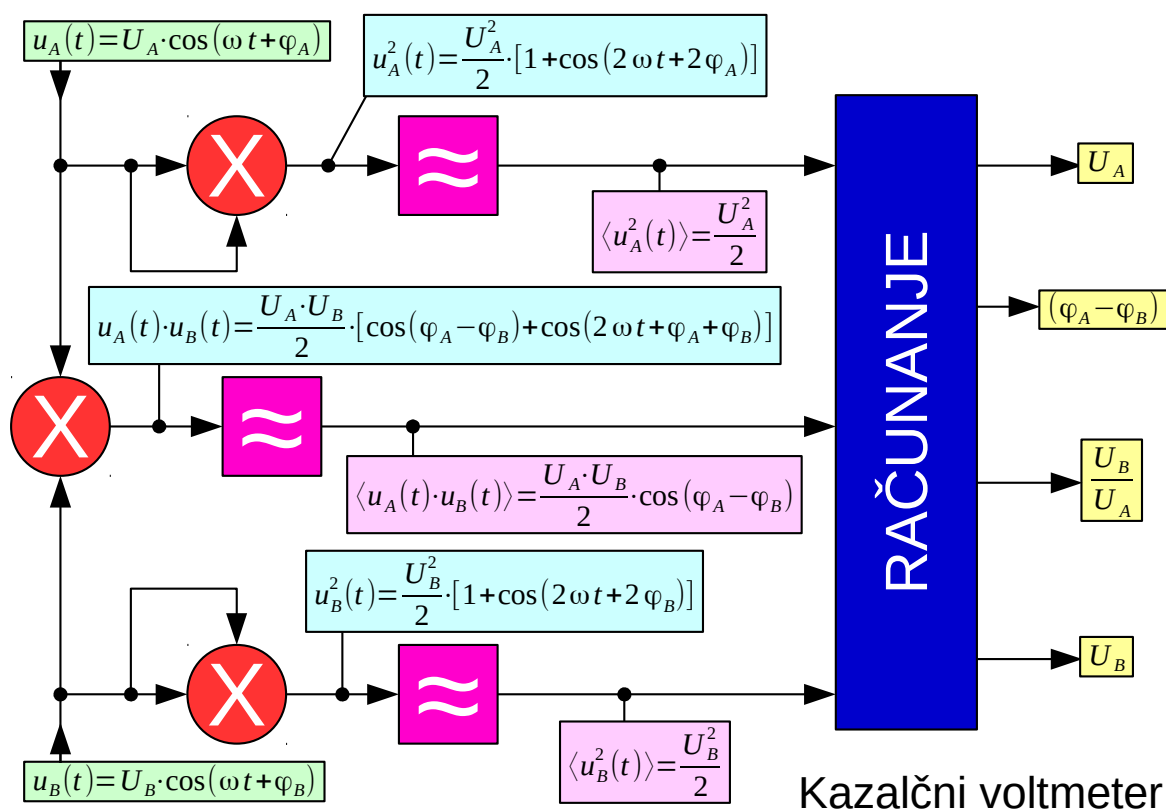 u_A(t)=U_A·cos(ωt+φ_A)
u_A^2(t)=U_A^2/2·[1+cos(2ωt+2φ_A)]
X
≈
U_A
⟨u_A^2(t)⟩=U_A^2/2
u_A(t)·u_B(t)=U_A·U_B/2·[cos(φ_A−φ_B)+cos(2ωt+φ_A+φ_B)]
(φ_A−φ_B)
X
≈
RAČUNANJE
⟨u_A(t)·u_B(t)⟩=U_A·U_B/2·cos(φ_A−φ_B)
U_B/U_A
u_B^2(t)=U_B^2/2·[1+cos(2ωt+2φ_B)]
X
≈
U_B
⟨u_B^2(t)⟩=U_B^2/2
u_B(t)=U_B·cos(ωt+φ_B)
Kazalčni voltmeter